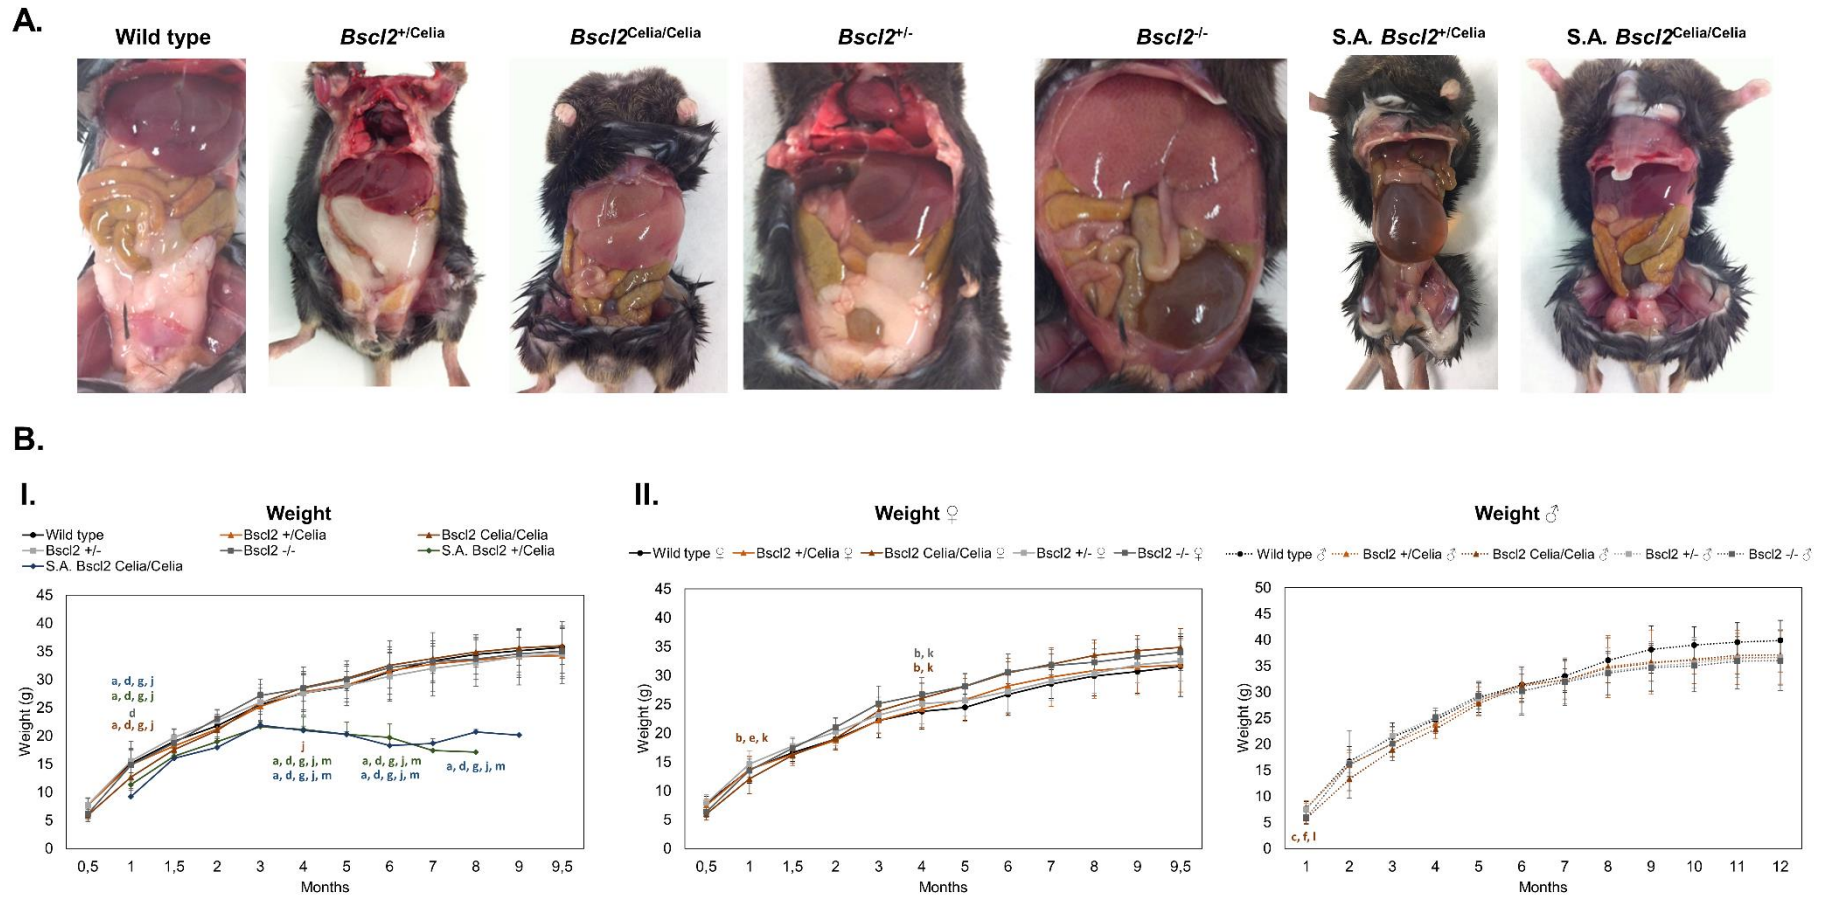 A.
Wild type
Bscl2+/Celia
Bscl2Celia/Celia
Bscl2+/-
Bscl2-/-
S.A. Bscl2+/Celia
S.A. Bscl2Celia/Celia
B.
I.
Weight
Wild type
Bscl2 +/Celia
Bscl2 Celia/Celia
Bscl2 +/-
Bscl2 -/-
S.A. Bscl2 +/Celia
S.A. Bscl2 Celia/Celia
Weight (g)
45
40
35
30
25
20
15
10
5
0
a, d, g, j
a, d, g, j
d
a, d, g, j
j
a, d, g, j, m
a, d, g, j, m
a, d, g, j, m
a, d, g, j, m
a, d, g, j, m
0,5 1 1,5 2 3 4 5 6 7 8 9 9,5
Months
II.
Weight ♀
Wild type ♀ Bscl2 +/Celia ♀ Bscl2 Celia/Celia ♀ Bscl2 +/- ♀ Bscl2 -/- ♀
Weight (g)
45
40
35
30
25
20
15
10
5
0
b, k
b, k
b, e, k
0,5 1 1,5 2 3 4 5 6 7 8 9 9,5
Months
Weight ♂
Wild type ♂ Bscl2 +/Celia ♂ Bscl2 Celia/Celia ♂ Bscl2 +/- ♂ Bscl2 -/- ♂
Weight (g)
50
45
40
35
30
25
20
15
10
5
0
c, f, l
1 2 3 4 5 6 7 8 9 10 11 12
Months